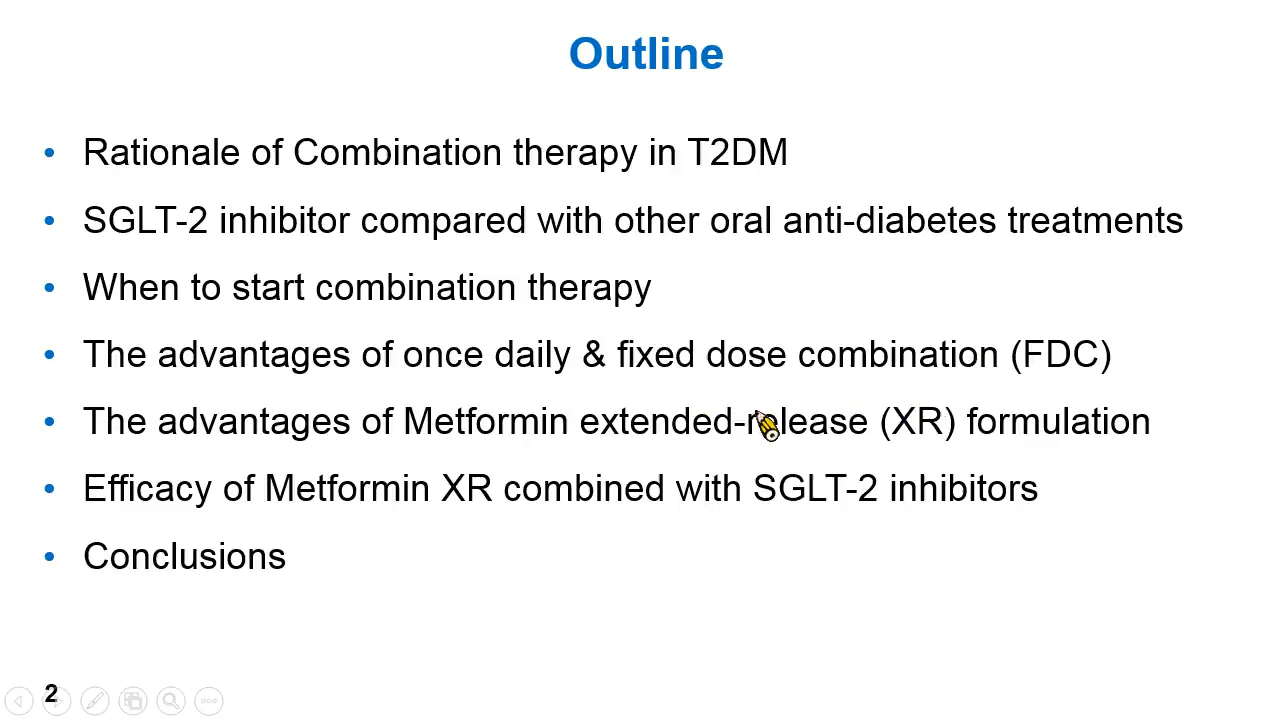 Outline
• Rationale of Combination therapy in T2DM
• SGLT-2 inhibitor compared with other oral anti-diabetes treatments
• When to start combination therapy
• The advantages of once daily & fixed dose combination (FDC)
• The advantages of Metformin extended-release (XR) formulation
• Efficacy of Metformin XR combined with SGLT-2 inhibitors
• Conclusions
2